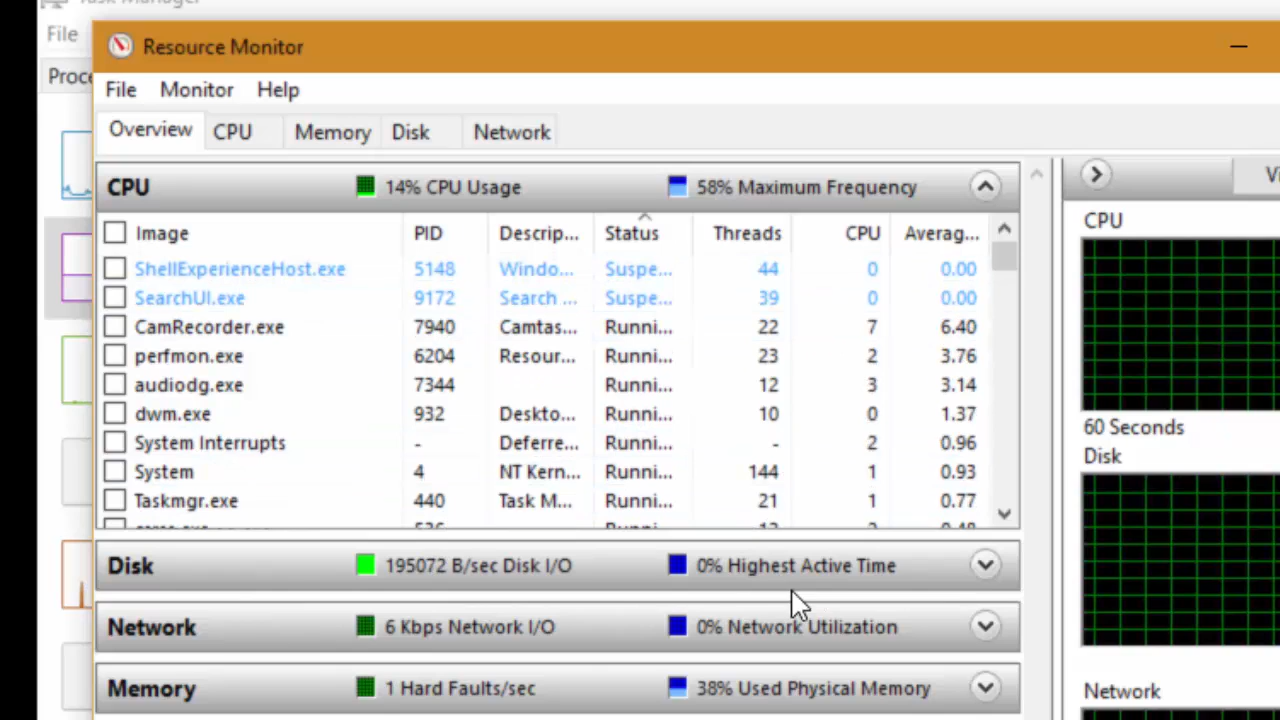 Task Manager
File
Proce
Resource Monitor
File Monitor Help
Overview CPU Memory Disk Network
CPU 14% CPU Usage 58% Maximum Frequency
Image PID Descrip... Status Threads CPU Averag...
ShellExperienceHost.exe 5148 Windo... Suspe... 44 0 0.00
SearchUI.exe 9172 Search ... Suspe... 39 0 0.00
CamRecorder.exe 7940 Camtas... Runni... 22 7 6.40
perfmon.exe 6204 Resour... Runni... 23 2 3.76
audiodg.exe 7344 Runni... 12 3 3.14
dwm.exe 932 Deskto... Runni... 10 0 1.37
System Interrupts - Deferre... Runni... - 2 0.96
System 4 NT Kern... Runni... 144 1 0.93
Taskmgr.exe 440 Task M... Runni... 21 1 0.77
Disk 195072 B/sec Disk I/O 0% Highest Active Time
Network 6 Kbps Network I/O 0% Network Utilization
Memory 1 Hard Faults/sec 38% Used Physical Memory
Vi
CPU
60 Seconds
Disk
Network